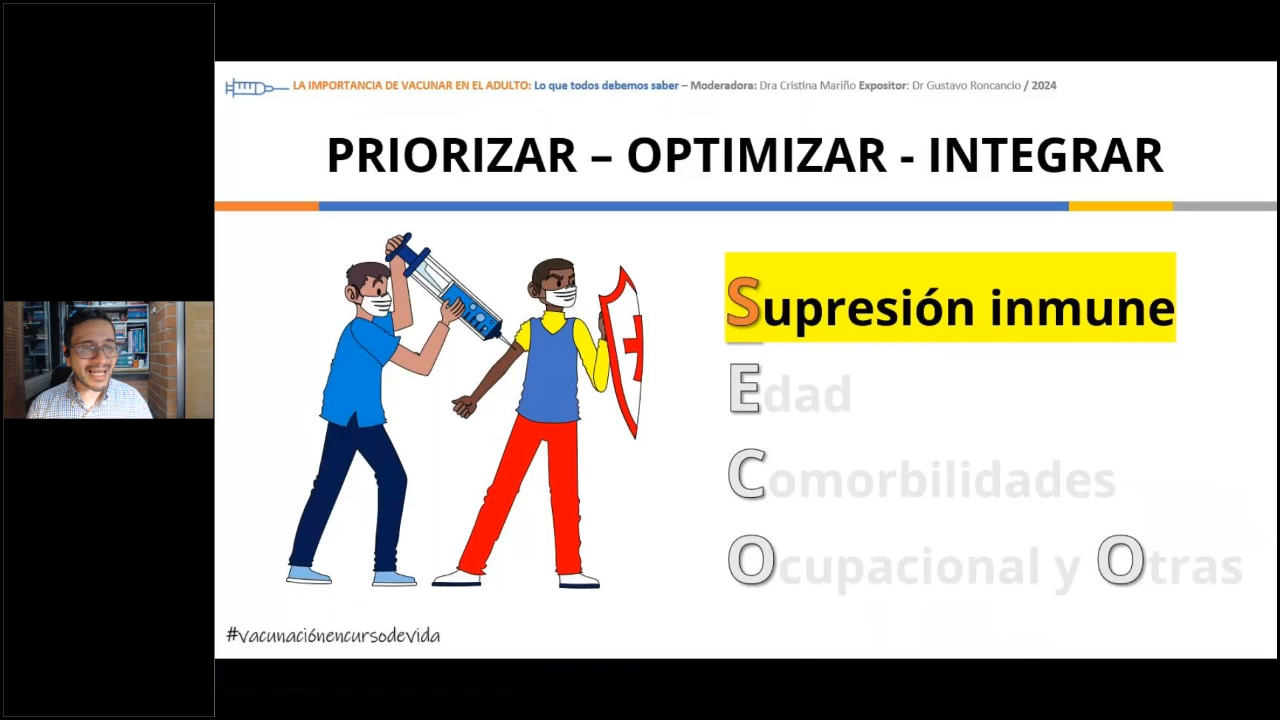 LA IMPORTANCIA DE VACUNAR EN EL ADULTO: Lo que todos debemos saber – Moderadora: Dra Cristina Mariño Expositor: Dr Gustavo Roncancio / 2024
PRIORIZAR – OPTIMIZAR - INTEGRAR
Supresión inmune
Edad
Comorbilidades
Ocupacional y Otras
#vacunaciónencursodevida